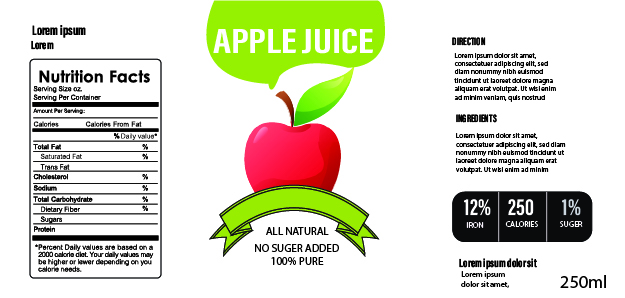 Lorem ipsum
Lorem
Nutrition Facts
Serving Size oz.
Serving Per Container
Amount Per Serving:
Calories Calories From Fat
% Daily value*
Total Fat %
Saturated Fat %
Trans Fat
Cholesterol %
Sodium %
Total Carbohydrate %
Dietary Fiber %
Sugars
Protein
*Percent Daily values are based on a
2000 calorie diet. Your daily values may
be higher or lower depending on you
calorie needs.
APPLE JUICE
ALL NATURAL
NO SUGER ADDED
100% PURE
DIRECTION
Lorem ipsum dolor sit amet,
consectetuer adipiscing elit, sed
diam nonummy nibh euismod
tincidunt ut laoreet dolore magna
aliquam erat volutpat. Ut wisi enim
ad minim veniam, quis nostrud
INGREDIENTS
Lorem ipsum dolor sit amet,
consectetuer adipiscing elit, sed diam
nonummy nibh euismod tincidunt ut
laoreet dolore magna aliquam erat
volutpat. Ut wisi enim ad minim
12% 250 1%
IRON CALORIES SUGER
Lorem ipsum dolor sit
Lorem ipsum
dolor sit amet,
250ml